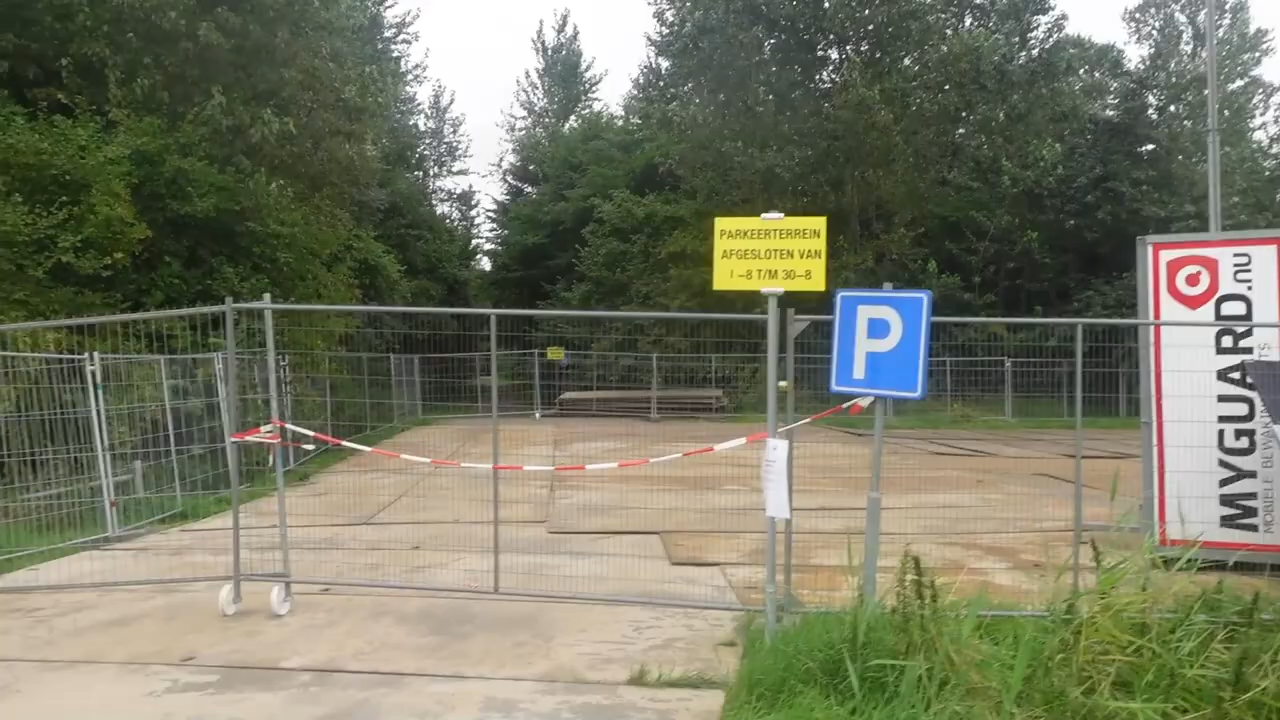 PARKEERTERREIN
AFGESLOTEN VAN
1-8 T/M 30-8
P
MYGUARD.nu